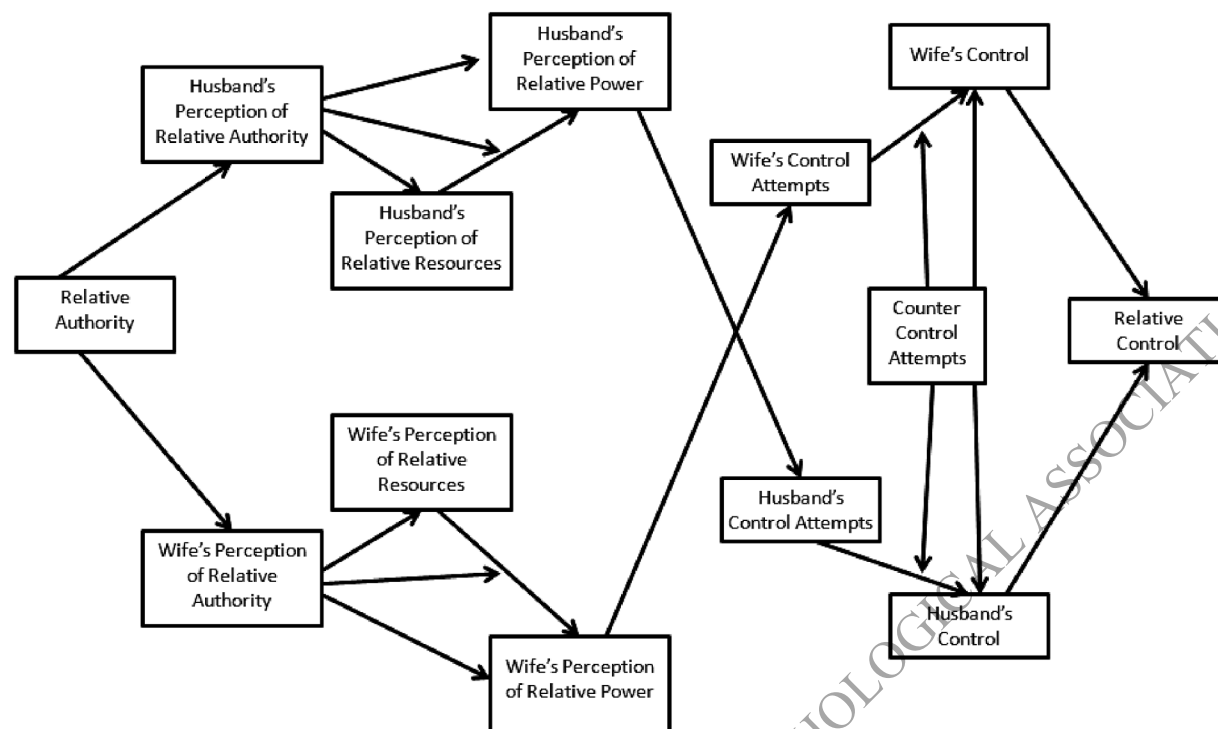 Husband's
Perception of
Relative Power
Wife's Control
Husband's
Perception of
Relative Authority
Wife's Control
Attempts
Husband's
Perception of
Relative Resources
Relative
Authority
Counter
Control
Attempts
Relative
Control
Wife's Perception
of Relative
Resources
Husband's
Control Attempts
Wife's Perception
of Relative
Authority
Husband's
Control
Wife's Perception
of Relative Power